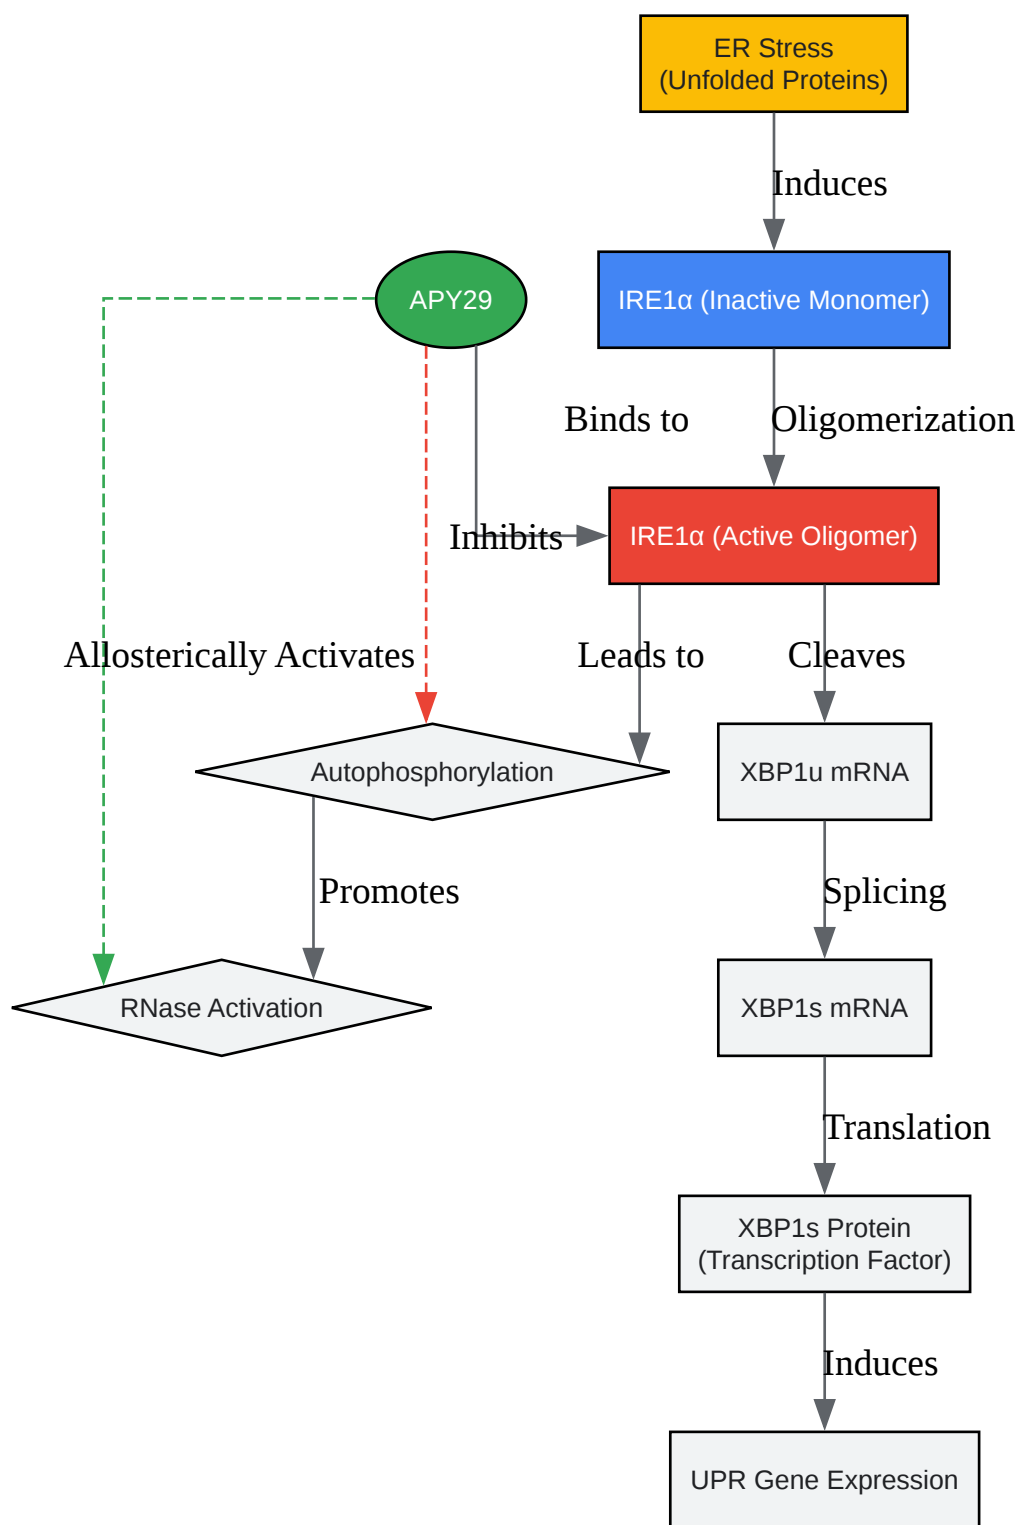 ER Stress
(Unfolded Proteins)
Induces
APY29
IRE1α (Inactive Monomer)
Binds to
Oligomerization
Inhibits
IRE1α (Active Oligomer)
Allosterically Activates
Leads to
Cleaves
Autophosphorylation
XBP1u mRNA
Promotes
Splicing
RNase Activation
XBP1s mRNA
Translation
XBP1s Protein
(Transcription Factor)
Induces
UPR Gene Expression